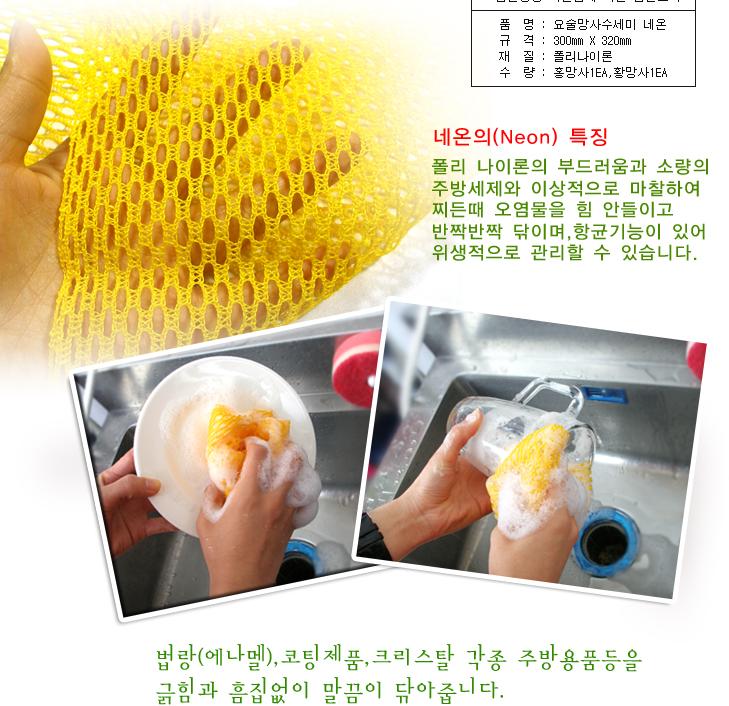 품 명 : 요술망사수세미 네온
규 격 : 300mm X 320mm
재 질 : 폴리나이론
수 량 : 홍망사1EA,황망사1EA
네온의(Neon) 특징
폴리 나이론의 부드러움과 소량의
주방세제와 이상적으로 마찰하여
찌든때 오염물을 힘 안들이고
반짝반짝 닦이며,항균기능이 있어
위생적으로 관리할 수 있습니다.
법랑(에나멜),코팅제품,크리스탈 각종 주방용품등을
긁힘과 흠집없이 말끔이 닦아줍니다.